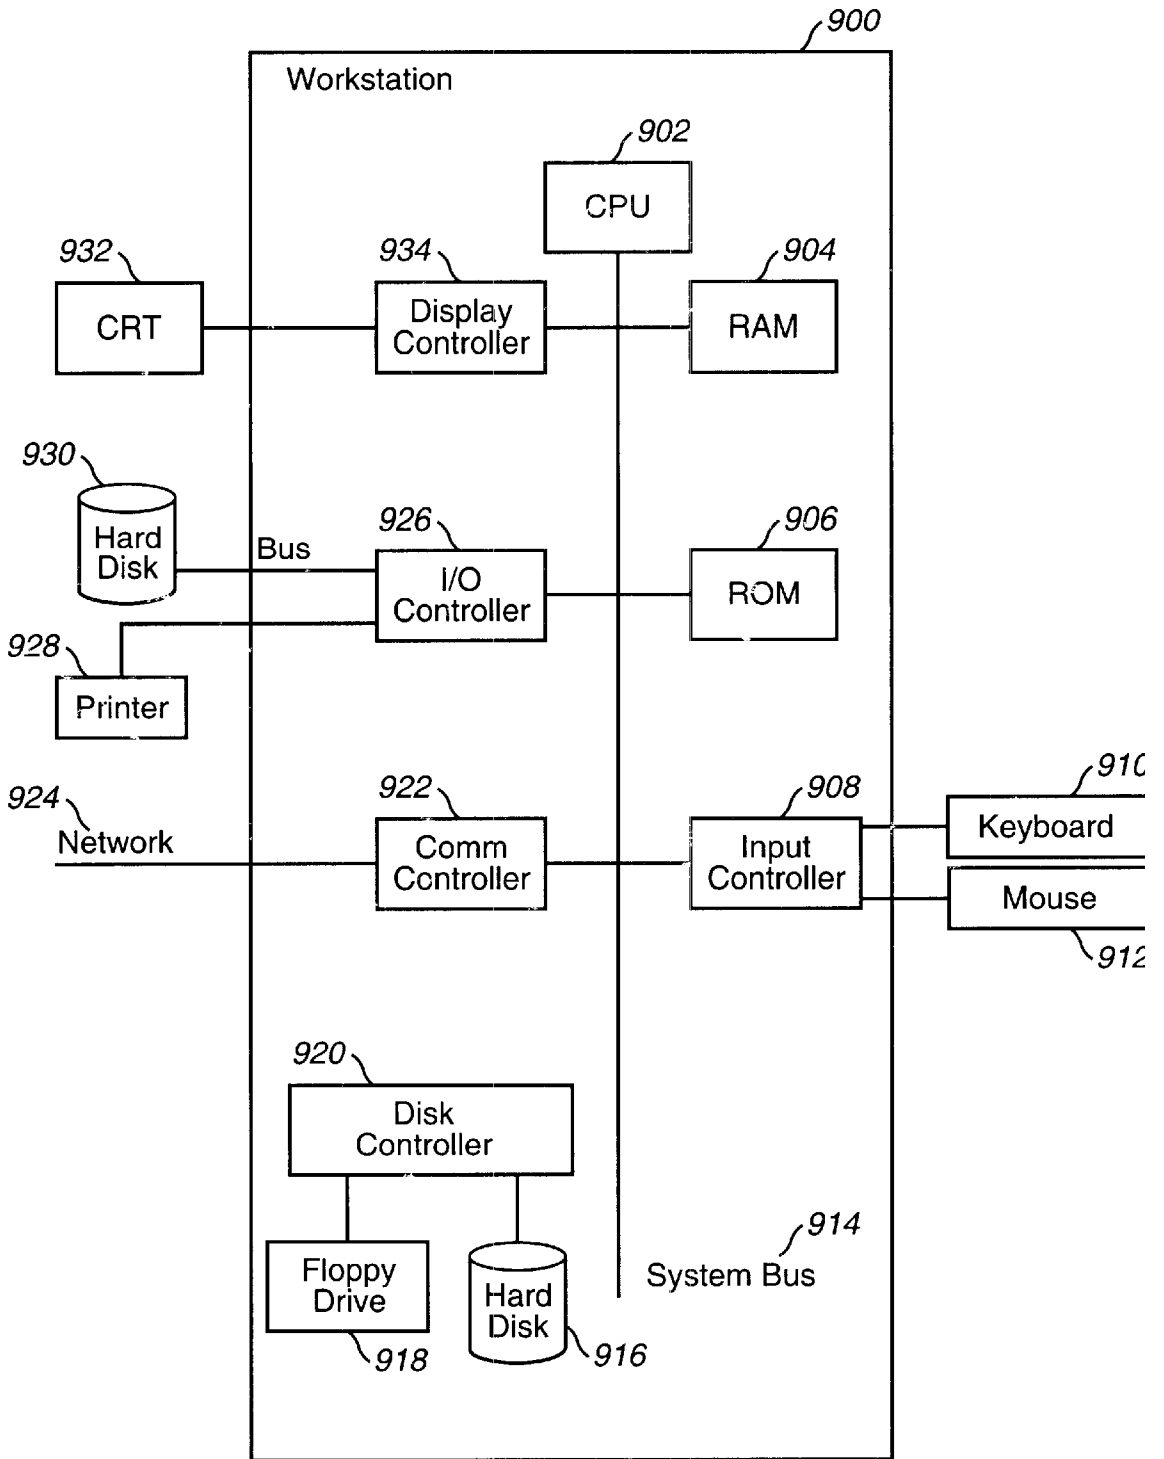 900
Workstation
902
CPU
932
934
904
CRT
Display
Controller
RAM
930
926
906
Hard
Disk
Bus
I/O
Controller
ROM
928
Printer
924
Network
922
908
910
Comm
Controller
Input
Controller
Keyboard
Mouse
912
920
Disk
Controller
914
System Bus
Floppy
Drive
Hard
Disk
918
916